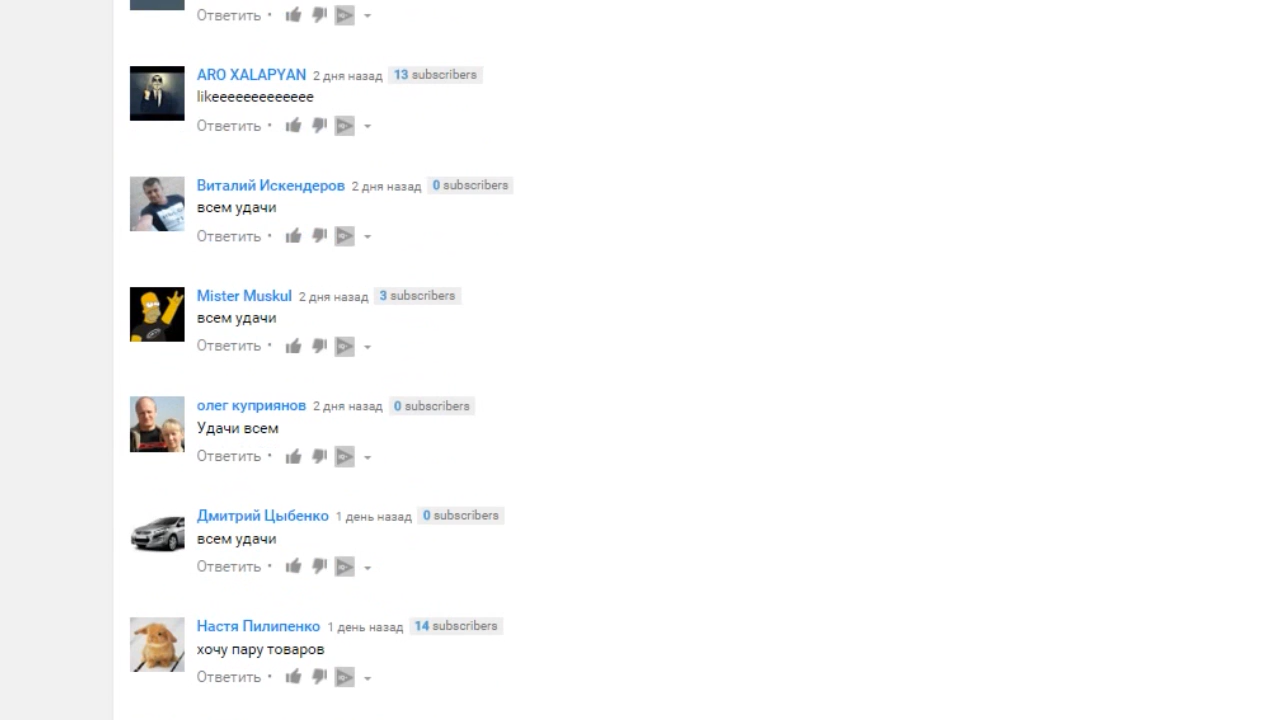 Ответить •
ARO XALAPYAN 2 дня назад 13 subscribers
likeeeeeeeeeeeee
Ответить •
Виталий Искендеров 2 дня назад 0 subscribers
всем удачи
Ответить •
Mister Muskul 2 дня назад 3 subscribers
всем удачи
Ответить •
олег куприянов 2 дня назад 0 subscribers
Удачи всем
Ответить •
Дмитрий Цыбенко 1 день назад 0 subscribers
всем удачи
Ответить •
Настя Пилипенко 1 день назад 14 subscribers
хочу пару товаров
Ответить •